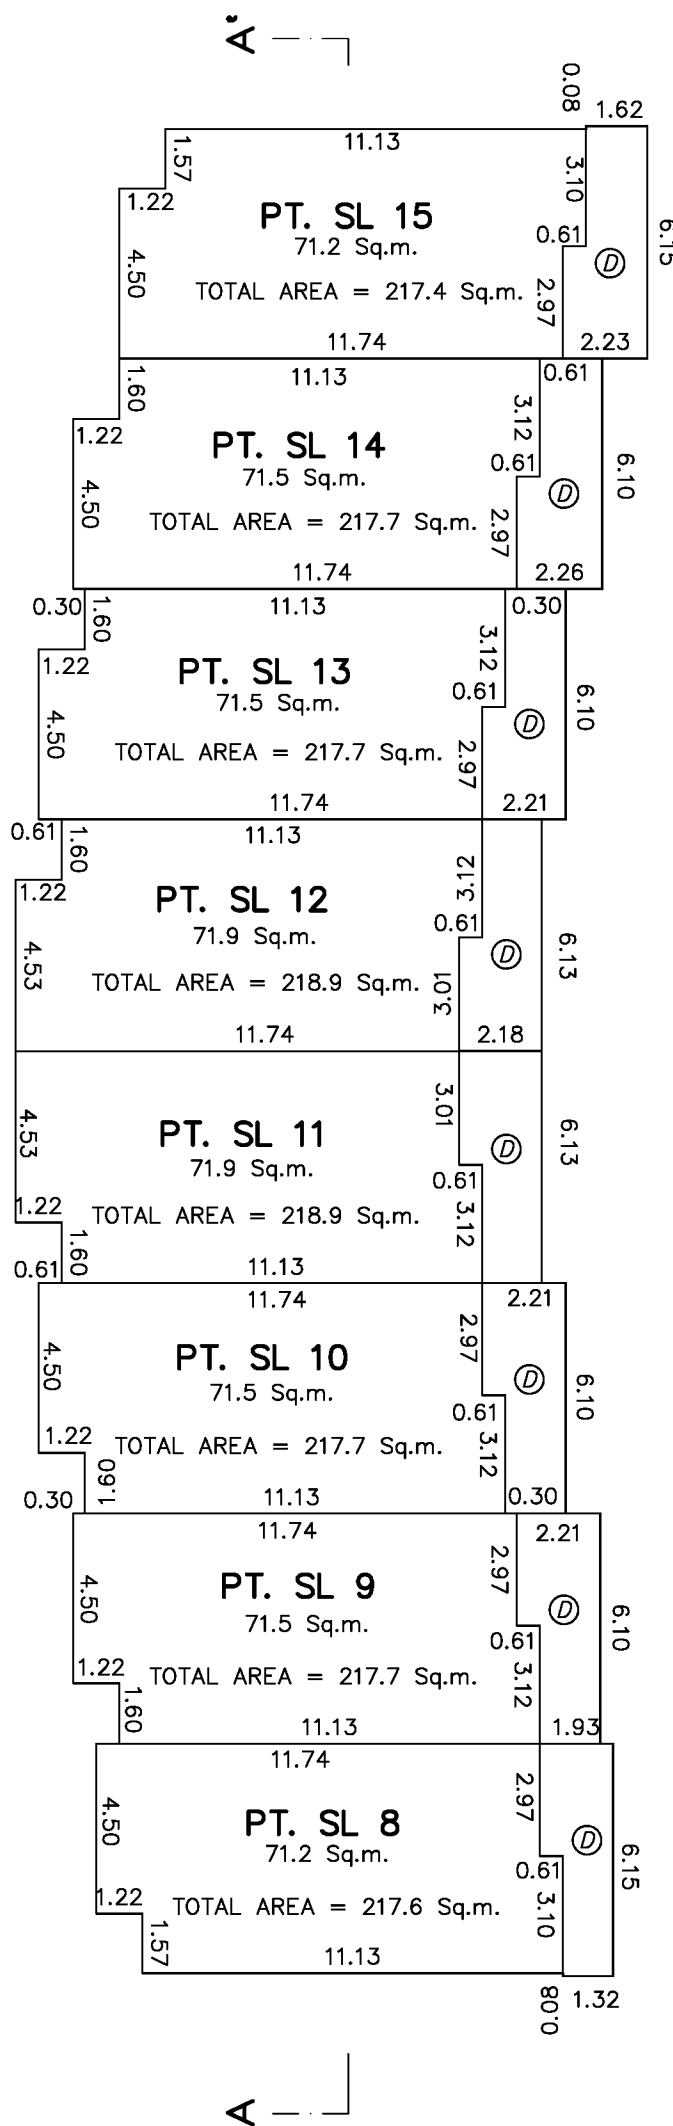 A'
0.08
1.62
11.13
1.57
3.10
6.15
1.22
PT. SL 15
0.61
71.2 Sq.m.
D
4.50
TOTAL AREA = 217.4 Sq.m.
2.97
11.74
2.23
11.13
0.61
1.60
3.12
1.22
PT. SL 14
0.61
6.10
71.5 Sq.m.
D
4.50
TOTAL AREA = 217.7 Sq.m.
2.97
11.74
2.26
0.30
1.60
11.13
0.30
3.12
1.22
PT. SL 13
0.61
6.10
71.5 Sq.m.
D
4.50
TOTAL AREA = 217.7 Sq.m.
2.97
11.74
2.21
0.61
1.60
11.13
3.12
1.22
PT. SL 12
0.61
71.9 Sq.m.
D
6.13
4.53
TOTAL AREA = 218.9 Sq.m.
3.01
11.74
2.18
3.01
4.53
PT. SL 11
D
6.13
71.9 Sq.m.
0.61
1.22
TOTAL AREA = 218.9 Sq.m.
1.60
3.12
0.61
11.13
11.74
2.21
2.97
4.50
PT. SL 10
D
6.10
71.5 Sq.m.
0.61
1.22
TOTAL AREA = 217.7 Sq.m.
1.60
3.12
0.30
11.13
0.30
11.74
2.21
2.97
4.50
PT. SL 9
D
6.10
71.5 Sq.m.
0.61
1.22
TOTAL AREA = 217.7 Sq.m.
1.60
3.12
11.13
1.93
11.74
2.97
4.50
PT. SL 8
D
6.15
71.2 Sq.m.
0.61
1.22
TOTAL AREA = 217.6 Sq.m.
1.57
3.10
11.13
0.08
1.32
A